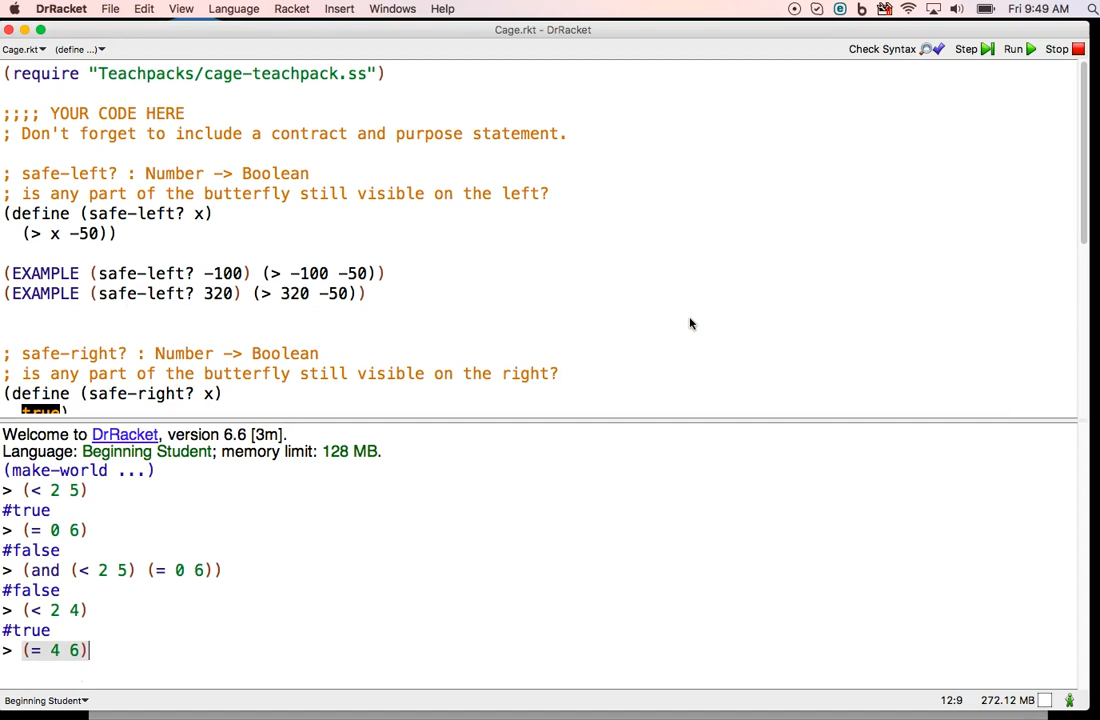 DrRacket File Edit View Language Racket Insert Windows Help Fri 9:49 AM
Cage.rkt - DrRacket
Cage.rkt▾ (define ...)▾ Check Syntax Step Run Stop
(require "Teachpacks/cage-teachpack.ss")
;;;; YOUR CODE HERE
; Don't forget to include a contract and purpose statement.
; safe-left? : Number -> Boolean
; is any part of the butterfly still visible on the left?
(define (safe-left? x)
(> x -50))
(EXAMPLE (safe-left? -100) (> -100 -50))
(EXAMPLE (safe-left? 320) (> 320 -50))
; safe-right? : Number -> Boolean
; is any part of the butterfly still visible on the right?
(define (safe-right? x)
true)
Welcome to DrRacket, version 6.6 [3m].
Language: Beginning Student; memory limit: 128 MB.
(make-world ...)
> (< 2 5)
#true
> (= 0 6)
#false
> (and (< 2 5) (= 0 6))
#false
> (< 2 4)
#true
> (= 4 6)
Beginning Student▾ 12:9 272.12 MB